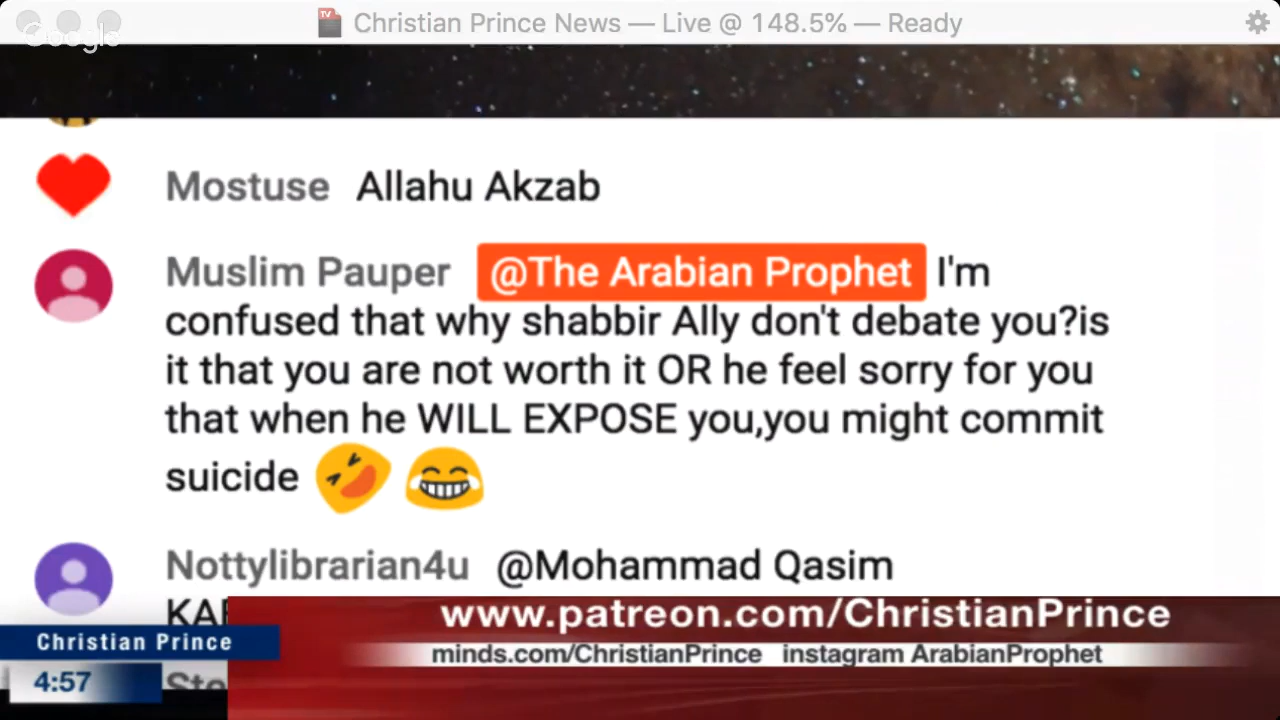 Christian Prince News — Live @ 148.5% — Ready
Google
Mostuse Allahu Akzab
Muslim Pauper @The Arabian Prophet I'm
confused that why shabbir Ally don't debate you?is
it that you are not worth it OR he feel sorry for you
that when he WILL EXPOSE you,you might commit
suicide
Nottylibrarian4u @Mohammad Qasim
www.patreon.com/ChristianPrince
Christian Prince
minds.com/ChristianPrince instagram ArabianProphet
4:57